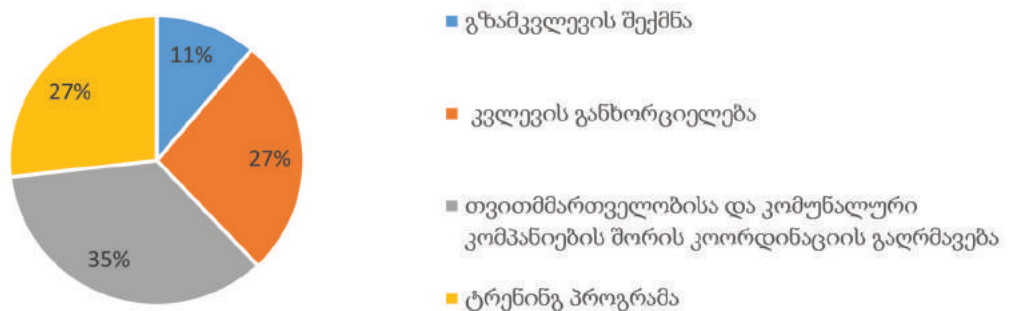 11%
27%
35%
27%
გზამკვლევის შექმნა
კვლევის განხორციელება
თვითმმართველობისა და კომუნალური
კომპანიების შორის კოორდინაციის გაღრმავება
ტრენინგ პროგრამა